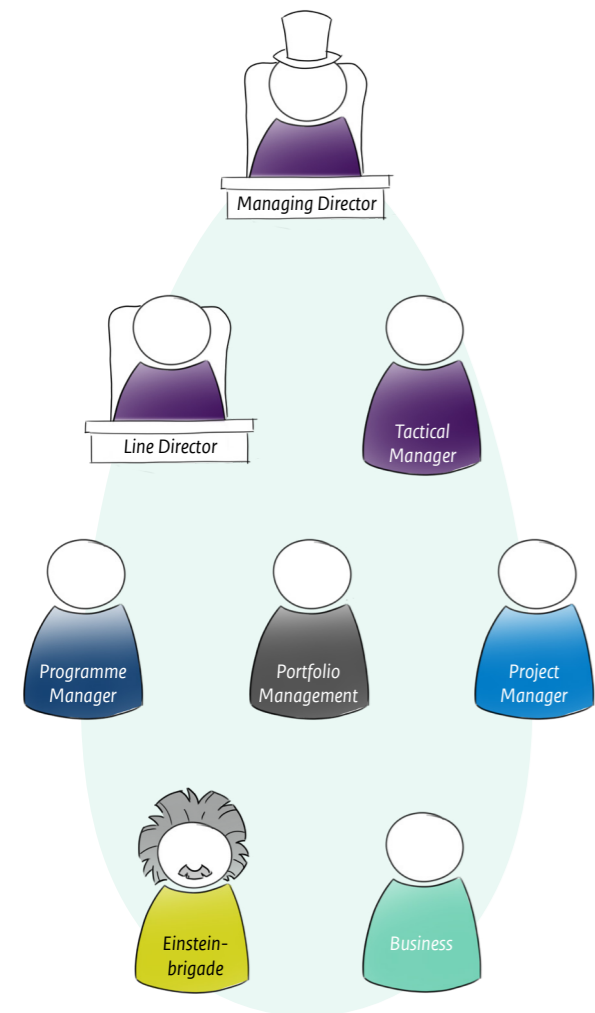 Managing Director
Line Director
Tactical
Manager
Programme
Manager
Portfolio
Management
Project
Manager
Einstein-
brigade
Business